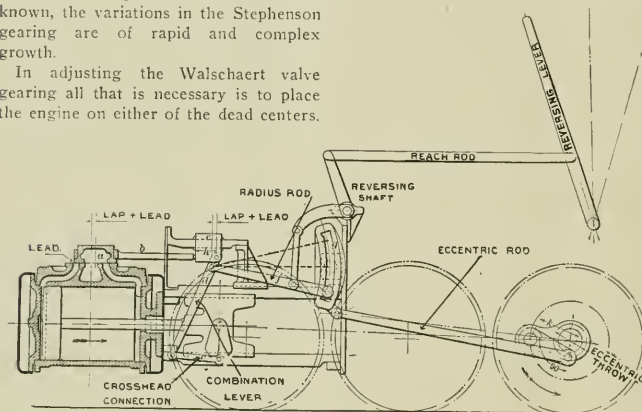 known, the variations in the Stephenson
gearing are of rapid and complex
growth.
In adjusting the Walschaert valve
gearing all that is necessary is to place
the engine on either of the dead centers.
REVERSING LEVER
REACH ROD
RADIUS ROD
REVERSING
SHAFT
LAP + LEAD
LAP + LEAD
LEAD
a
b
c
h
d
g
ECCENTRIC ROD
90°
ECCENTRIC
THROW
CROSSHEAD
CONNECTION
COMBINATION
LEVER